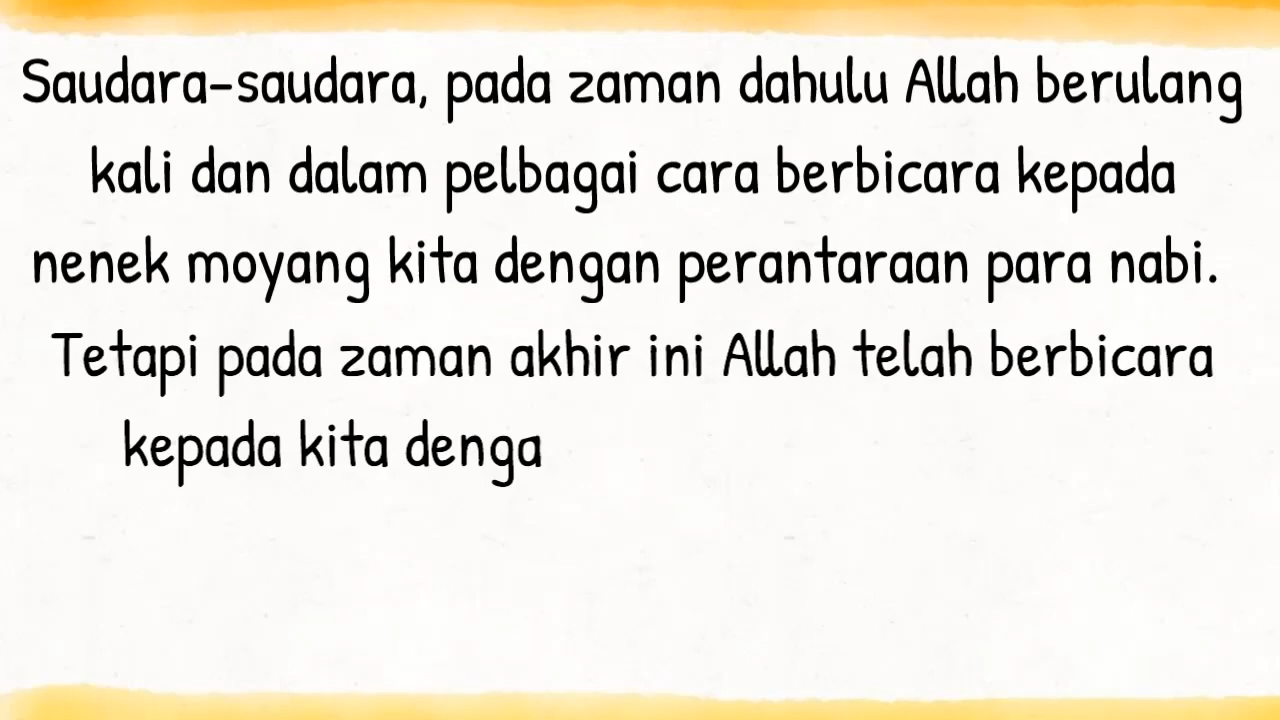 Saudara-saudara, pada zaman dahulu Allah berulang
kali dan dalam pelbagai cara berbicara kepada
nenek moyang kita dengan perantaraan para nabi.
Tetapi pada zaman akhir ini Allah telah berbicara
kepada kita denga